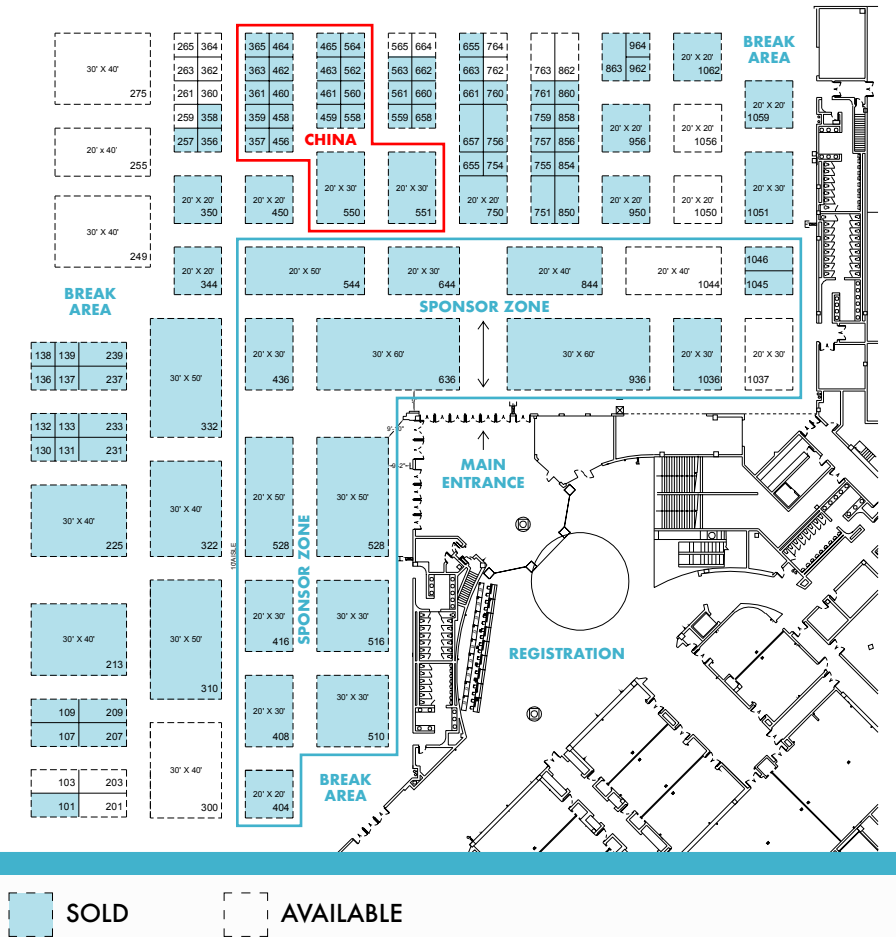 265 364 365 464 465 564 565 664 655 764 964
30' X 40' 263 362 363 462 463 562 563 662 663 762 763 862 863 962 20' X 20' 1062 BREAK AREA
275 261 360 361 460 461 560 561 660 661 760 761 860 20' X 20' 1059
259 358 359 458 459 558 559 658 759 858 20' X 20' 956 20' X 20' 1056
257 356 357 456 CHINA 657 756 757 856
20' x 40' 255 655 754 755 854
20' X 20' 350 20' X 20' 450 20' X 30' 550 20' X 30' 551 20' X 20' 750 751 850 20' X 20' 950 20' X 20' 1050 20' X 30' 1051
30' X 40' 249
20' X 20' 344 20' X 50' 544 20' X 30' 644 20' X 40' 844 20' X 40' 1044 1046
1045
BREAK AREA
SPONSOR ZONE
138 139 239
136 137 237
30' X 50' 332
20' X 30' 436 30' X 60' 636 30' X 60' 936 20' X 30' 1036 20' X 30' 1037
132 133 233
130 131 231
MAIN
ENTRANCE
30' X 40' 225 30' X 40' 322 20' X 50' 528 30' X 50' 528
10' AISLE
SPONSOR ZONE
20' X 30' 416 30' X 30' 516
30' X 40' 213 30' X 50' 310
REGISTRATION
20' X 30' 408 30' X 30' 510
109 209
107 207
30' X 40' 300
103 203
101 201
20' X 20' 404
BREAK
AREA
SOLD AVAILABLE